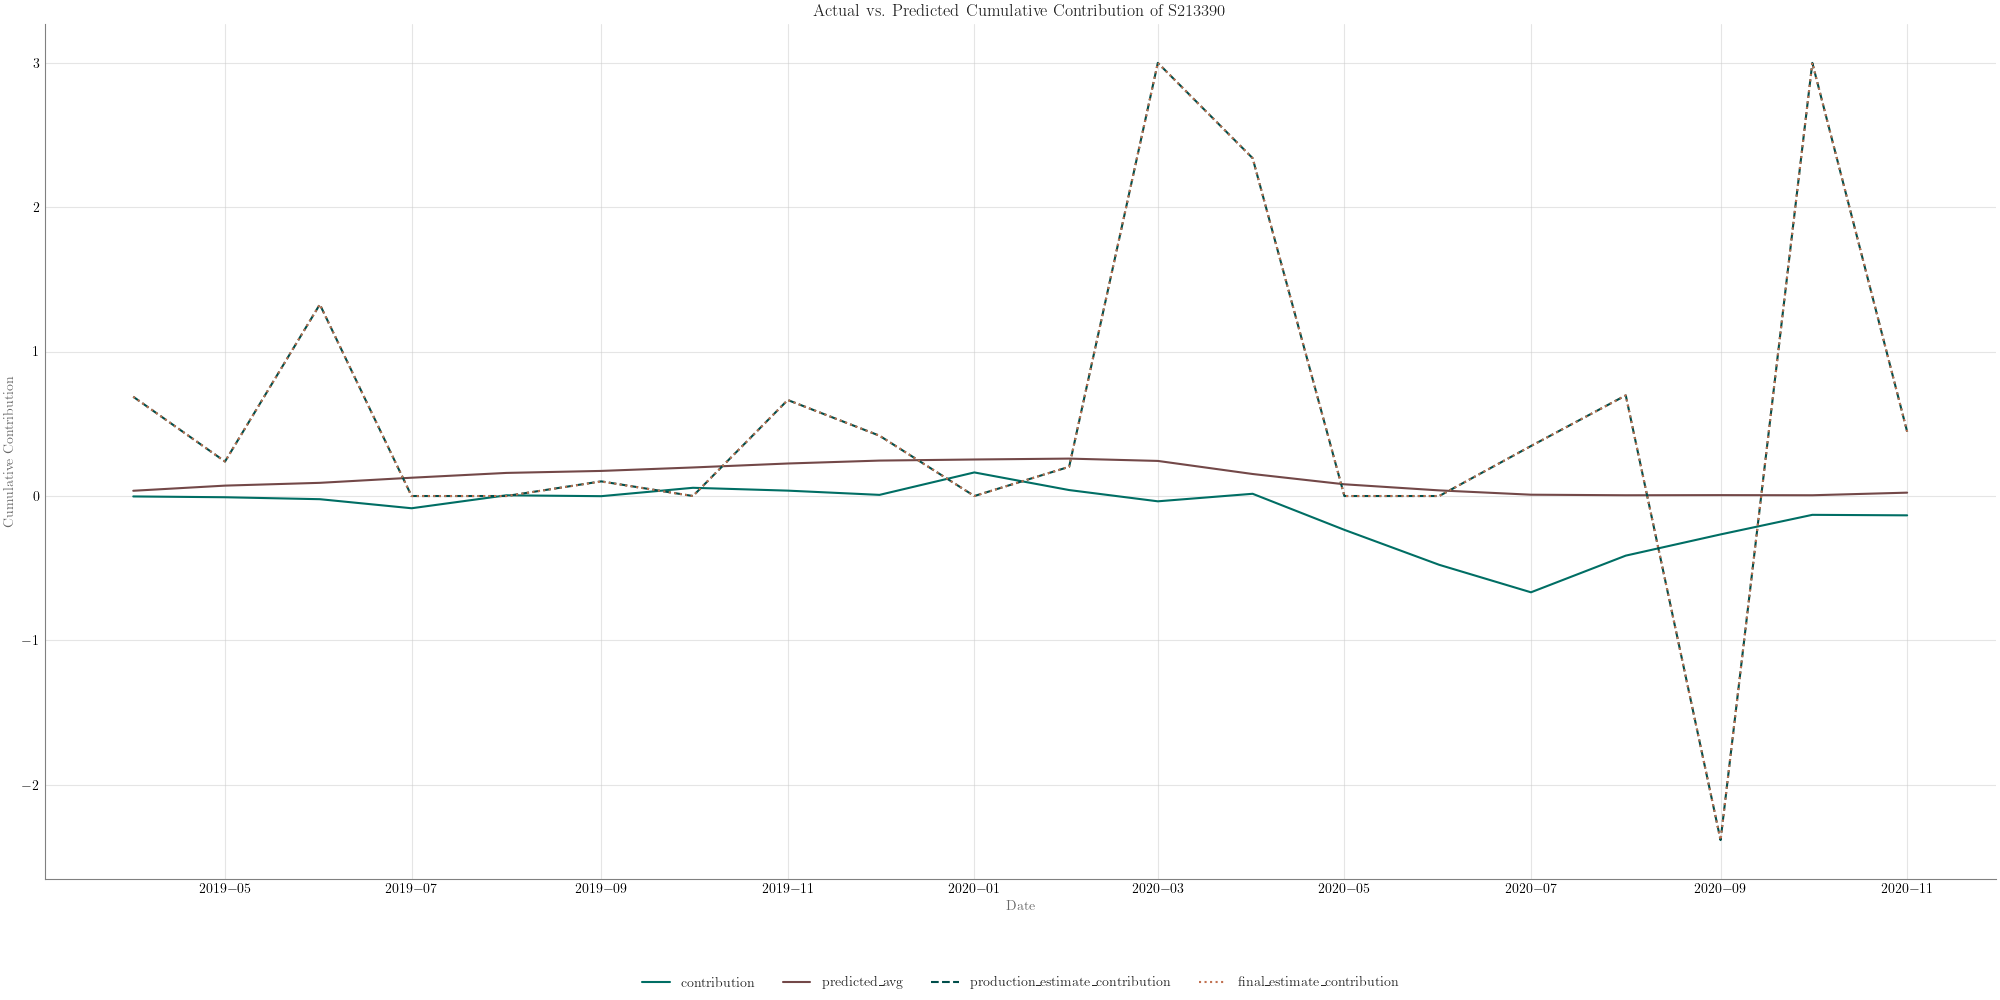 Actual vs. Predicted Cumulative Contribution of S213390
3
2
1
0
−1
−2
Cumulative Contribution
2019−05 2019−07 2019−09 2019−11 2020−01 2020−03 2020−05 2020−07 2020−09 2020−11
Date
contribution predicted_avg production_estimate_contribution final_estimate_contribution